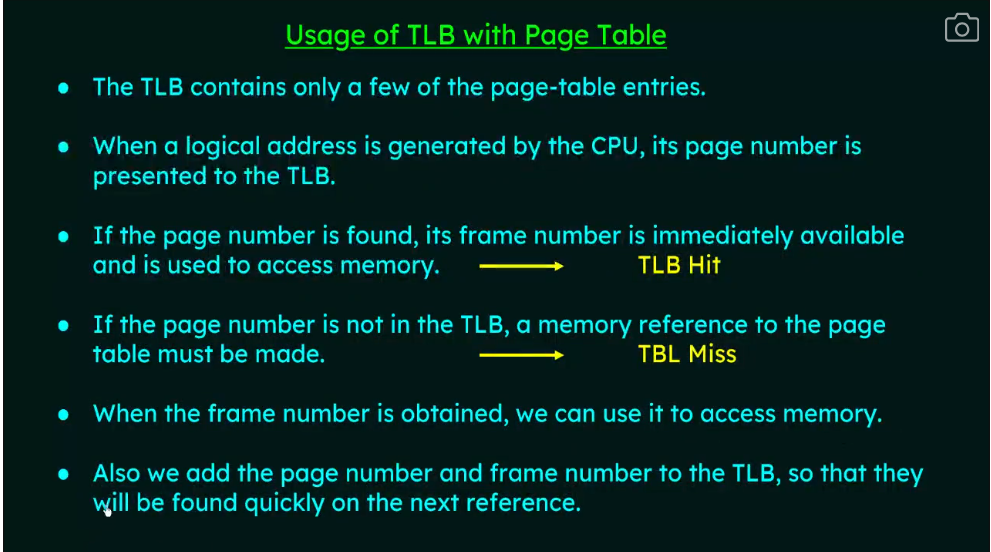 Usage of TLB with Page Table
● The TLB contains only a few of the page-table entries.
● When a logical address is generated by the CPU, its page number is
presented to the TLB.
● If the page number is found, its frame number is immediately available
and is used to access memory. TLB Hit
● If the page number is not in the TLB, a memory reference to the page
table must be made. TBL Miss
● When the frame number is obtained, we can use it to access memory.
● Also we add the page number and frame number to the TLB, so that they
will be found quickly on the next reference.